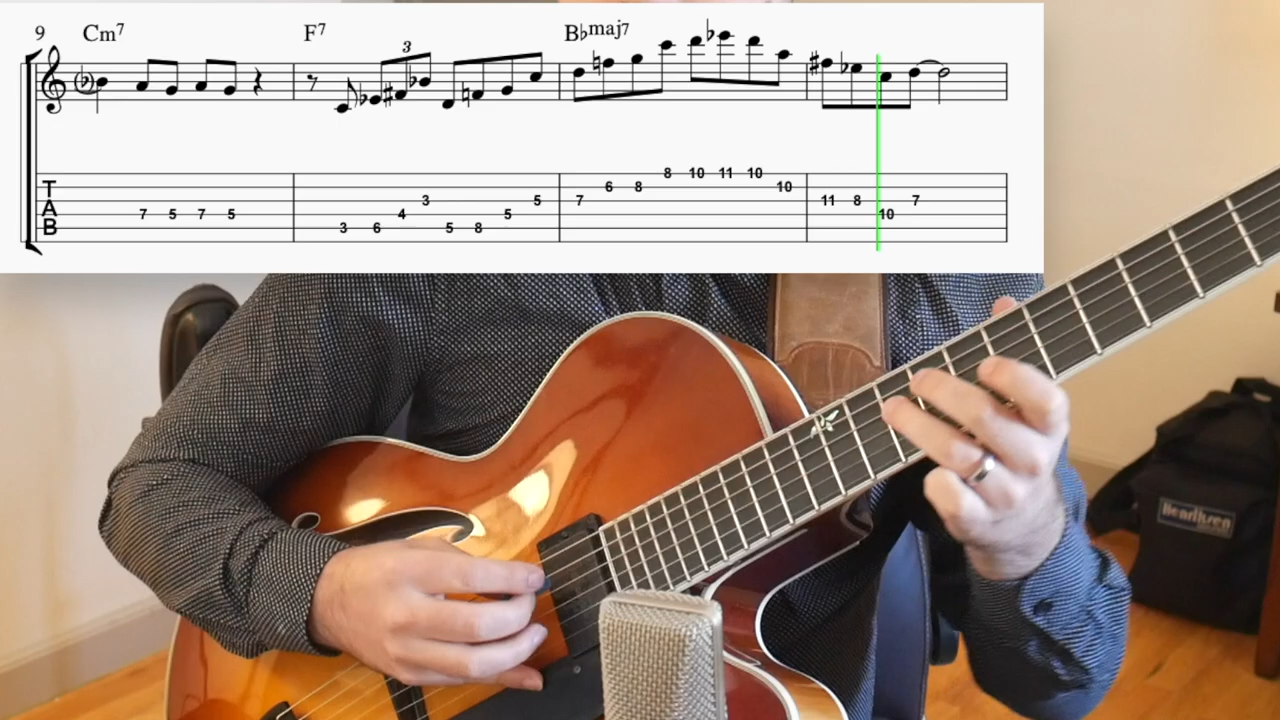 9 Cm7 F7 B♭maj7
3
T
A
B
8 10 11 10
6 8 10
3 5 7 11 8 7
7 5 7 5 4 5 10
3 6 5 8
Henriksen